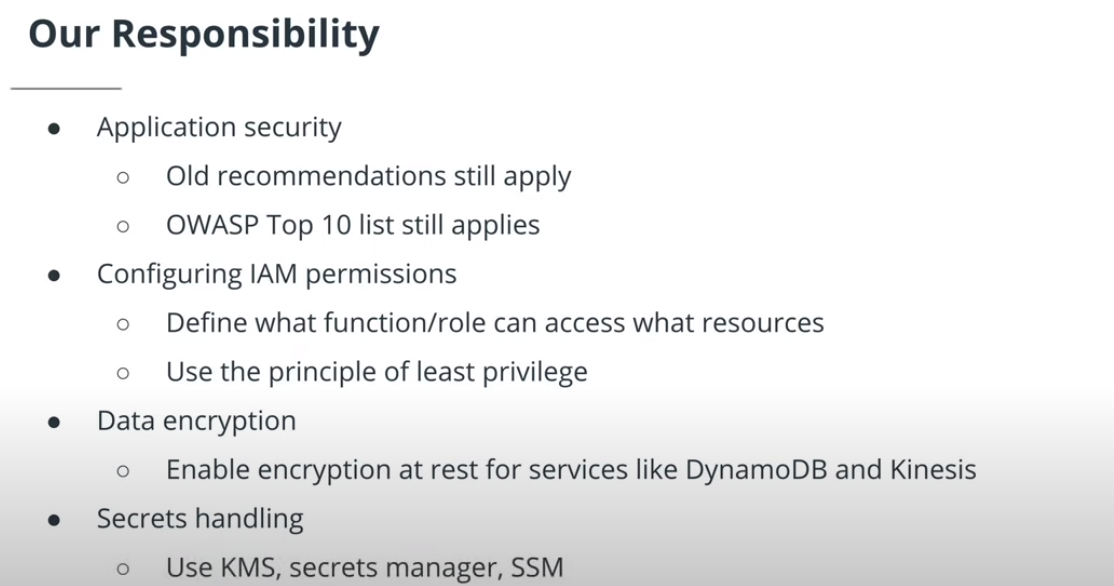 Our Responsibility
● Application security
○ Old recommendations still apply
○ OWASP Top 10 list still applies
● Configuring IAM permissions
○ Define what function/role can access what resources
○ Use the principle of least privilege
● Data encryption
○ Enable encryption at rest for services like DynamoDB and Kinesis
● Secrets handling
○ Use KMS, secrets manager, SSM